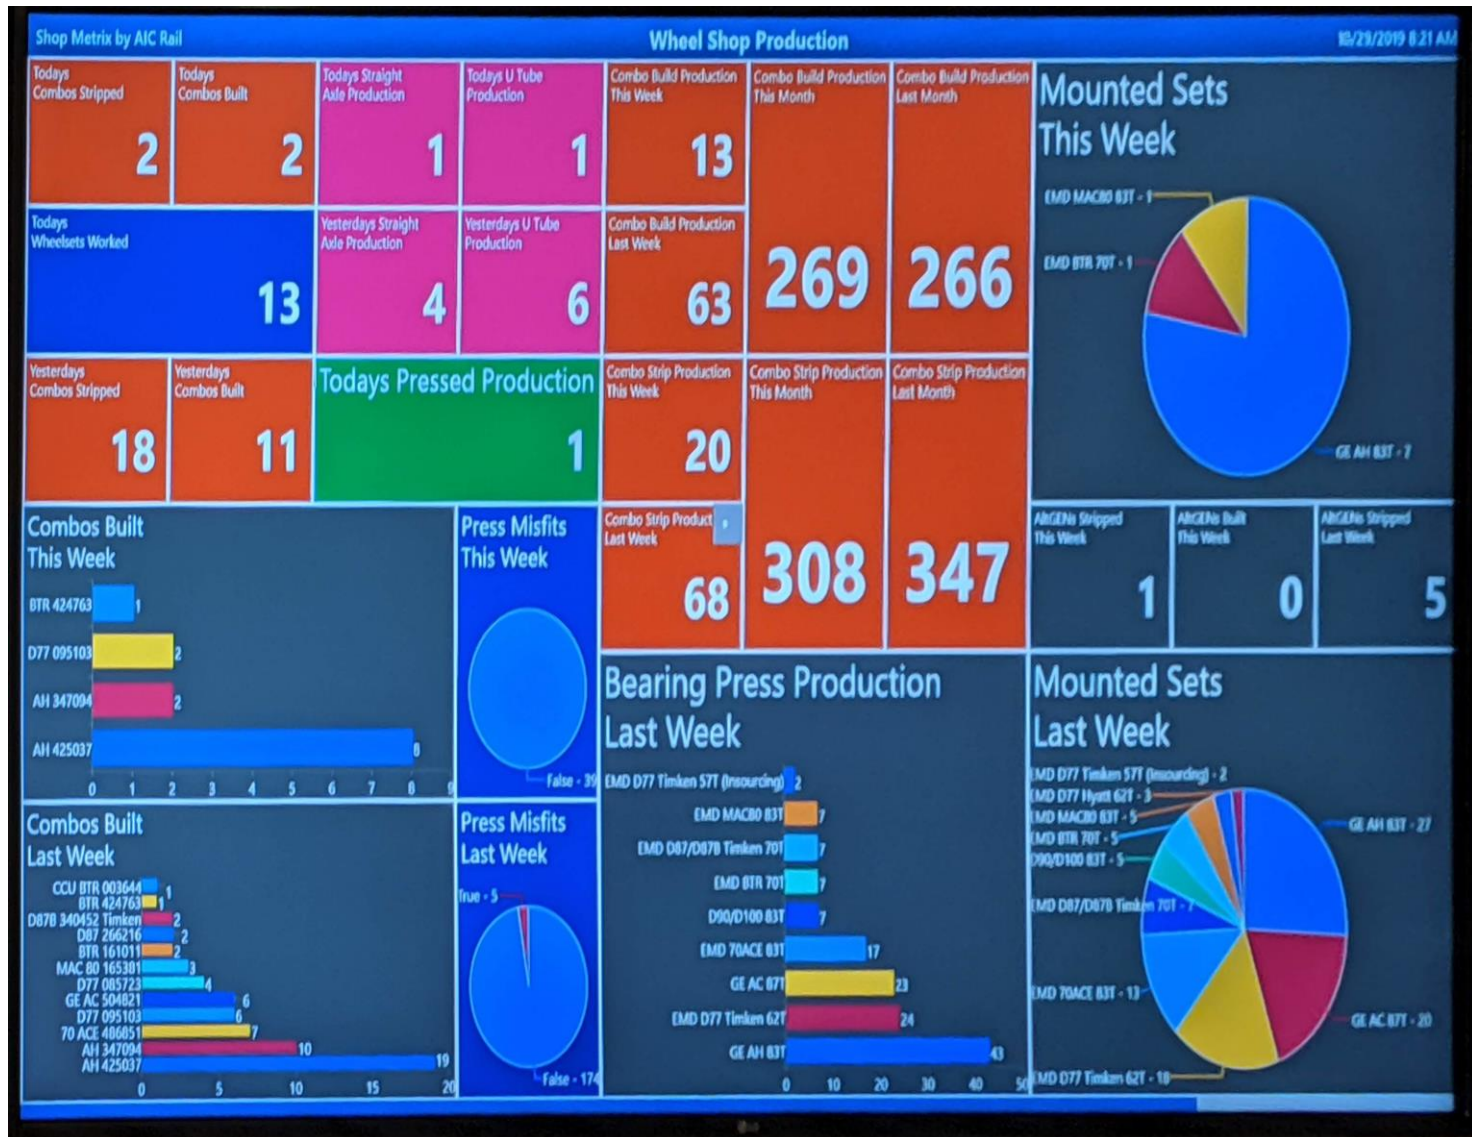 Shop Metrix by AIC Rail
Wheel Shop Production
/29/2019 8:21 AM
Todays
Combos Stripped
2
Todays
Combos Built
2
Todays Straight
Axle Production
1
Todays U Tube
Production
1
Combo Build Production
This Week
13
Combo Build Production
This Month
269
Combo Build Production
Last Month
266
Mounted Sets
This Week
EMD MAC80 83T - 1
EMD BTR 70T - 1
GE AH 83T - 7
Todays
Wheelsets Worked
13
Yesterdays Straight
Axle Production
4
Yesterdays U Tube
Production
6
Combo Build Production
Last Week
63
Yesterdays
Combos Stripped
18
Yesterdays
Combos Built
11
Todays Pressed Production
1
Combo Strip Production
This Week
20
Combo Strip Production
This Month
308
Combo Strip Production
Last Month
347
Combo Strip Product
Last Week
68
AltGENs Stripped
This Week
1
AltGENs Built
This Week
0
AltGENs Stripped
Last Week
5
Combos Built
This Week
BTR 424763
1
D77 095103
2
AH 347094
2
AH 425037
8
0 1 2 3 4 5 6 7 8 9
Press Misfits
This Week
False - 39
Combos Built
Last Week
CCU BTR 003644
1
BTR 424763
1
D87B 340452 Timken
2
D87 266216
2
BTR 161011
2
MAC 80 165381
3
D77 085723
4
GE AC 504821
6
D77 095103
6
70 ACE 486851
7
AH 347094
10
AH 425037
19
0 5 10 15 20
Press Misfits
Last Week
True - 5
False - 174
Bearing Press Production
Last Week
EMD D77 Timken 57T (Insourcing)
2
EMD MAC80 83T
7
EMD D87/D87B Timken 70T
7
EMD BTR 70T
7
D90/D100 83T
7
EMD 70ACE 83T
17
GE AC 87T
23
EMD D77 Timken 62T
24
GE AH 83T
43
0 10 20 30 40 50
Mounted Sets
Last Week
EMD D77 Timken 57T (Insourcing) - 2
EMD D77 Hyatt 62T - 3
EMD MAC80 83T - 5
EMD BTR 70T - 5
D90/D100 83T - 5
EMD D87/D87B Timken 70T - 7
EMD 70ACE 83T - 13
EMD D77 Timken 62T - 18
GE AH 83T - 27
GE AC 87T - 20